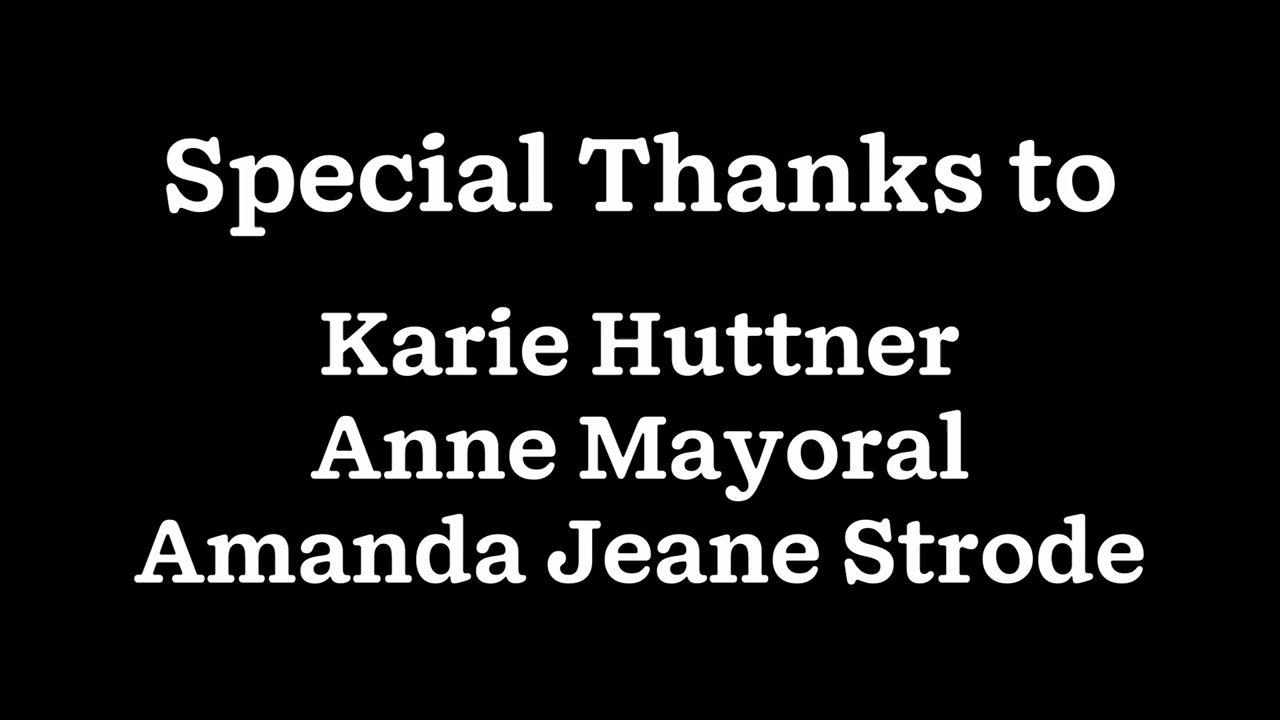 Special Thanks to
Karie Huttner
Anne Mayoral
Amanda Jeane Strode